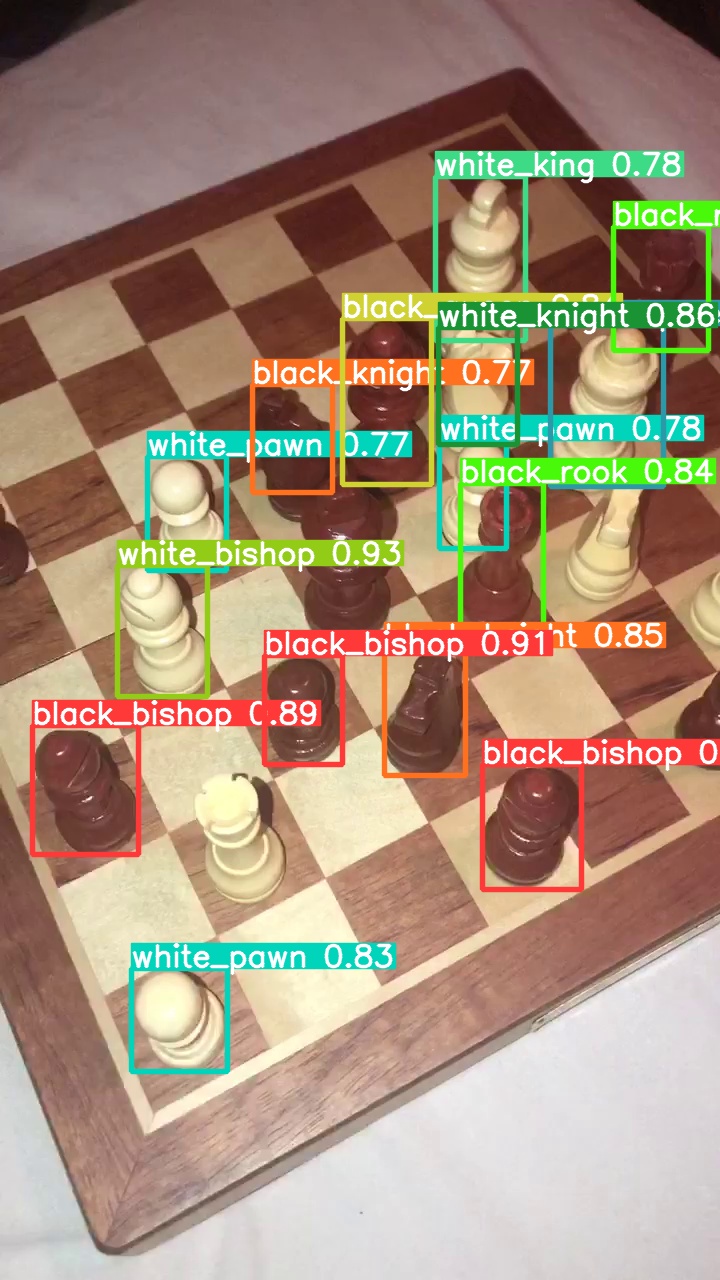 white_king 0.78
black_
black_
white_knight 0.86
black_knight 0.77
white_pawn 0.78
white_pawn 0.77
black_rook 0.84
white_bishop 0.93
0.85
black_bishop 0.91
black_bishop 0.89
black_bishop
white_pawn 0.83